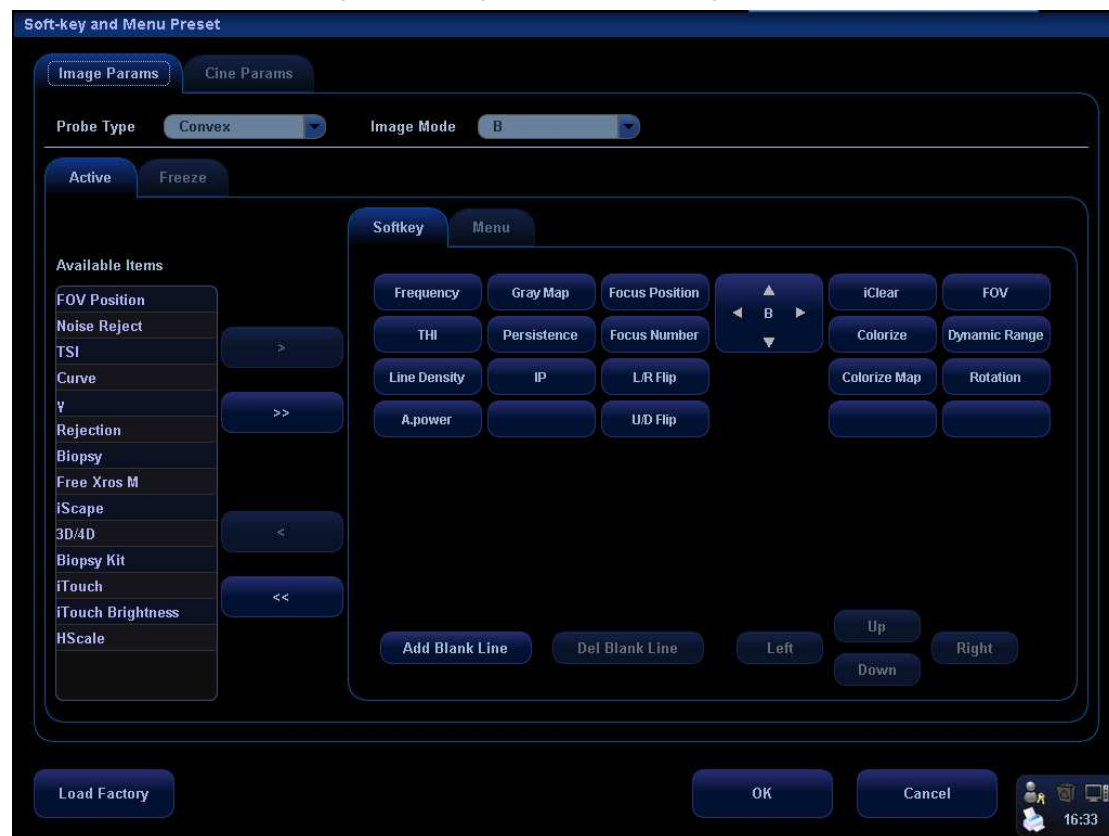 Soft-key and Menu Preset
Image Params Cine Params
Probe Type Convex Image Mode B
Active Freeze
Softkey Menu
Available Items
FOV Position
Noise Reject
TSI
Curve
γ
Rejection
Biopsy
Free Xros M
iScape
3D/4D
Biopsy Kit
iTouch
iTouch Brightness
HScale
>
>>
<
<<
Frequency Gray Map Focus Position B iClear FOV
THI Persistence Focus Number Colorize Dynamic Range
Line Density IP L/R Flip Colorize Map Rotation
A.power U/D Flip
Add Blank Line Del Blank Line Left Up Right
Down
Load Factory OK Cancel
16:33